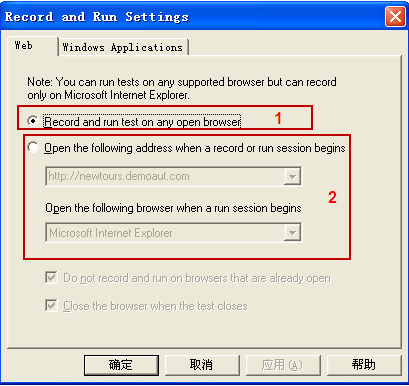 Record and Run Settings
Web
Windows Applications
Note: You can run tests on any supported browser but can record
only on Microsoft Internet Explorer.
Record and run test on any open browser
1
Open the following address when a record or run session begins
http://newtours.demoaut.com
2
Open the following browser when a run session begins
Microsoft Internet Explorer
Do not record and run on browsers that are already open
Close the browser when the test closes
确定
取消
应用(A)
帮助